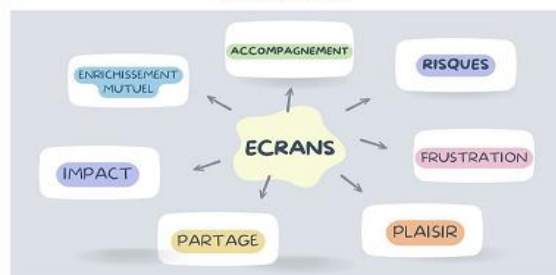 ACCOMPAGNEMENT
ENRICHISSEMENT
MUTUEL
RISQUES
ECRANS
FRUSTRATION
IMPACT
PARTAGE
PLAISIR